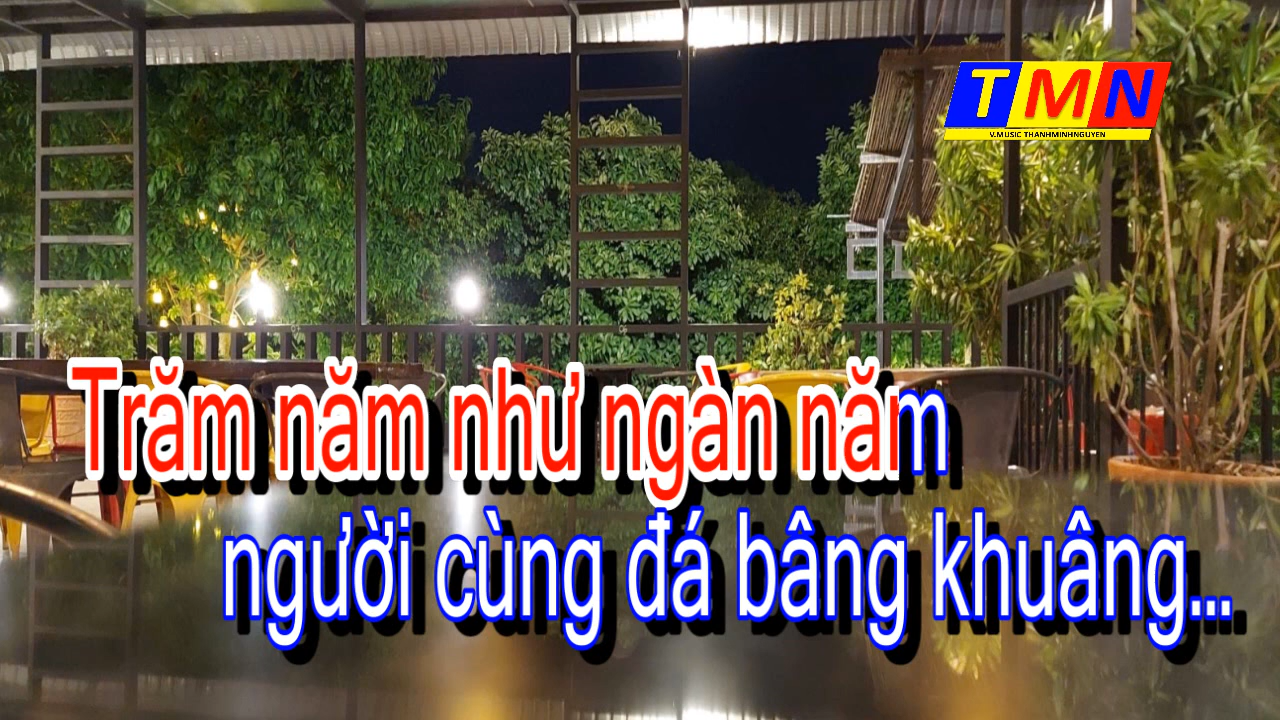 TMN
V.MUSIC THANHMINHNGUYEN
Trăm năm như ngàn năm
người cùng đá bâng khuâng...